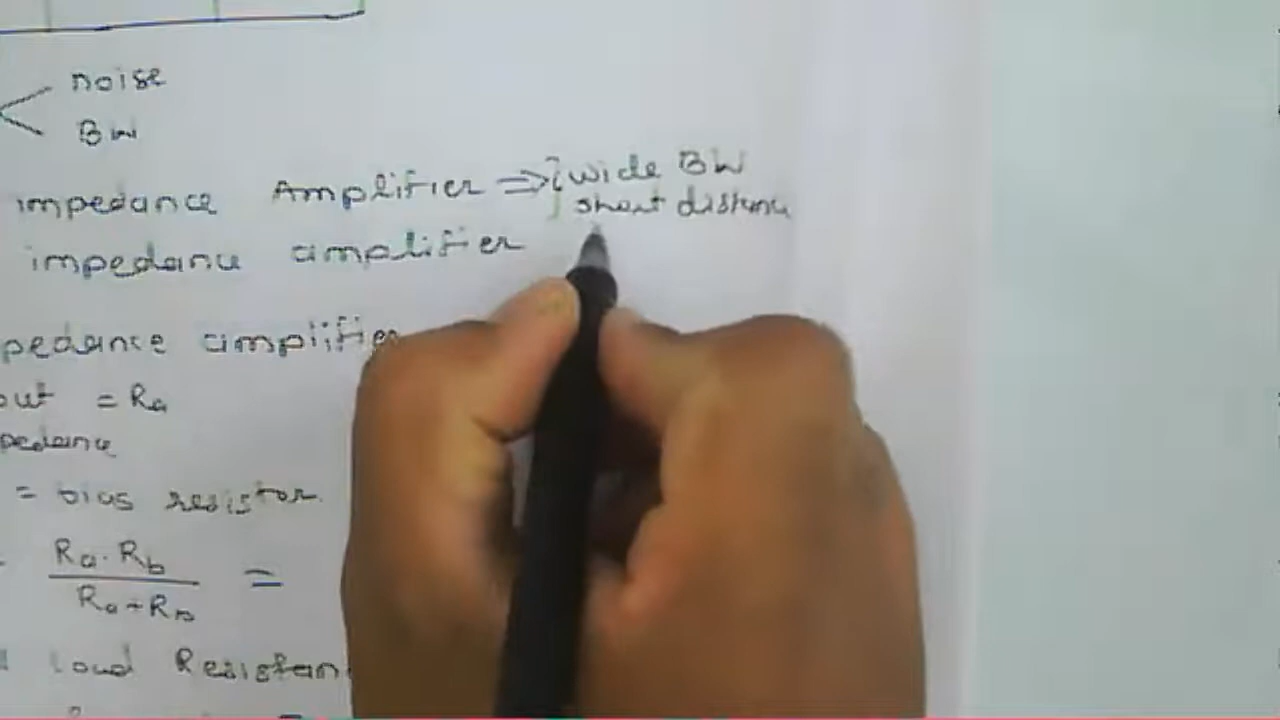 noise
BW
impedance Amplifier ⇒ { wide BW
short distance
impedance amplifier
pedance amplifier
out = Ra
pedance
= bias resistor
Ra . Rb
=
Ra + Rb
Load Resistan